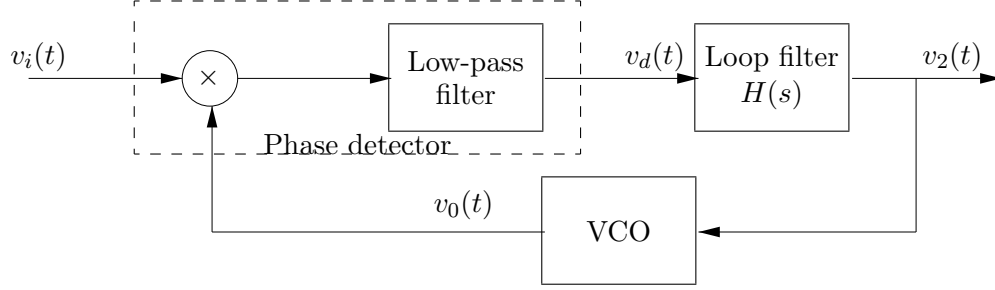 v_i(t)
×
Low-pass
filter
v_d(t)
Loop filter
H(s)
v_2(t)
Phase detector
v_0(t)
VCO